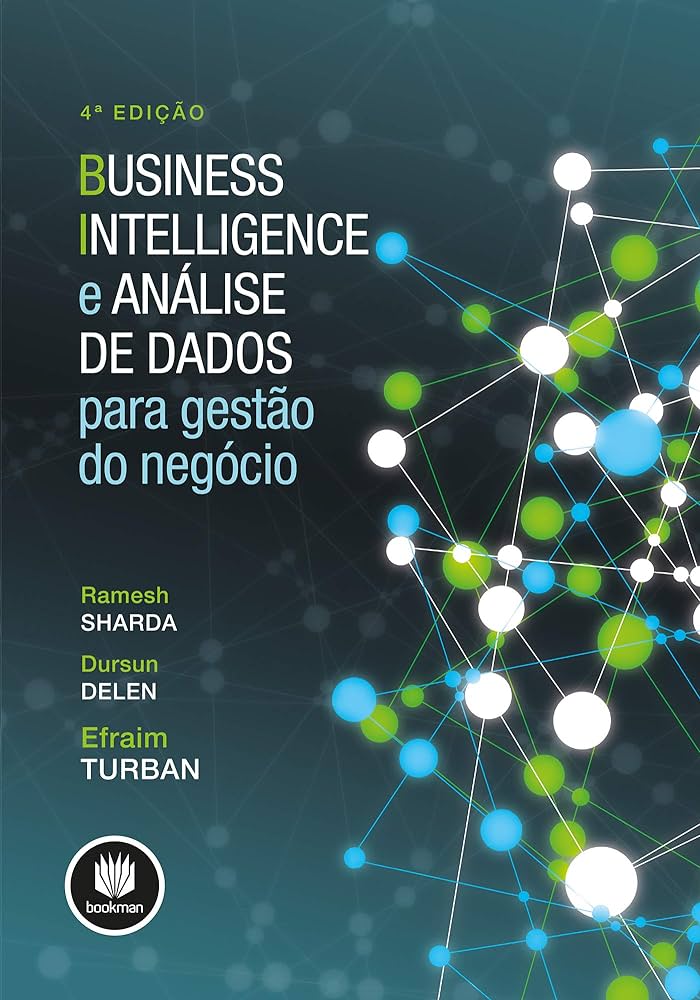 4ª EDIÇÃO
BUSINESS
INTELLIGENCE
e ANÁLISE
DE DADOS
para gestão
do negócio
Ramesh
SHARDA
Dursun
DELEN
Efraim
TURBAN
bookman